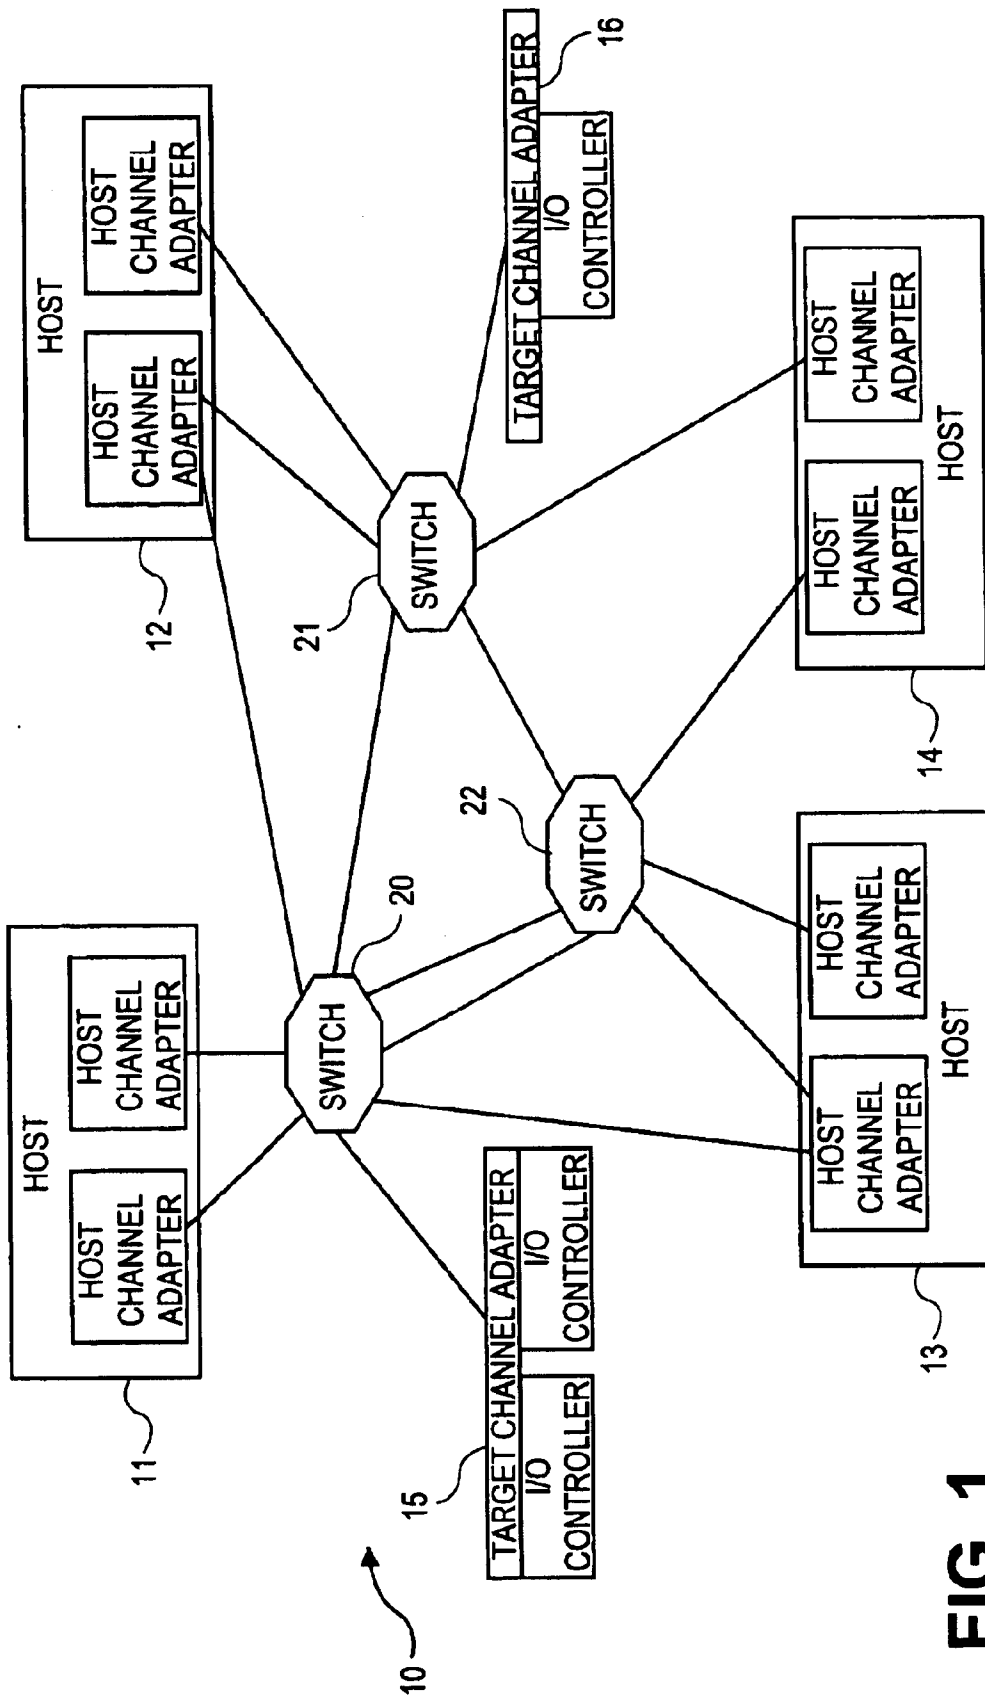 HOST
HOST
CHANNEL
ADAPTER
HOST
CHANNEL
ADAPTER
11
HOST
HOST
CHANNEL
ADAPTER
HOST
CHANNEL
ADAPTER
12
SWITCH
20
SWITCH
21
SWITCH
22
10
15
TARGET CHANNEL ADAPTER
I/O
CONTROLLER
I/O
CONTROLLER
TARGET CHANNEL ADAPTER
16
I/O
CONTROLLER
HOST
CHANNEL
ADAPTER
HOST
CHANNEL
ADAPTER
HOST
13
HOST
CHANNEL
ADAPTER
HOST
CHANNEL
ADAPTER
HOST
14
FIG. 1